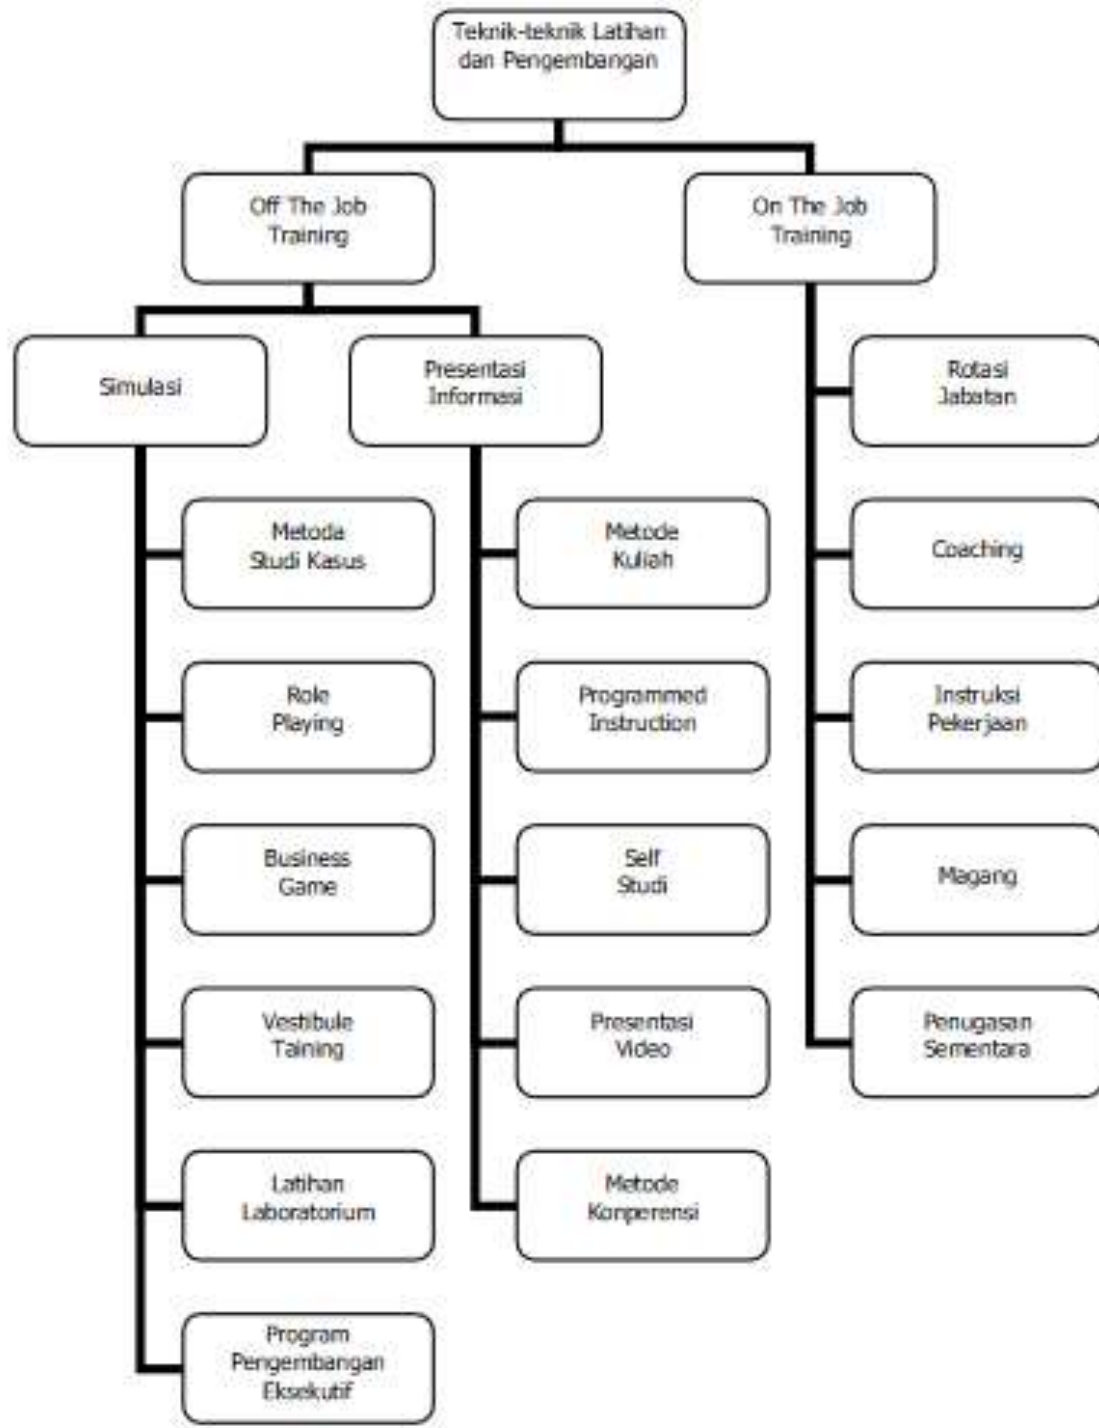 Teknik-teknik Latihan
dan Pengembangan
Off The Job
Training
On The Job
Training
Simulasi
Presentasi
Informasi
Rotasi
Jabatan
Metoda
Studi Kasus
Metode
Kuliah
Coaching
Role
Playing
Programmed
Instruction
Instruksi
Pekerjaan
Business
Game
Self
Studi
Magang
Vestibule
Taining
Presentasi
Video
Penugasan
Sementara
Latihan
Laboratorium
Metode
Konperensi
Program
Pengembangan
Eksekutif